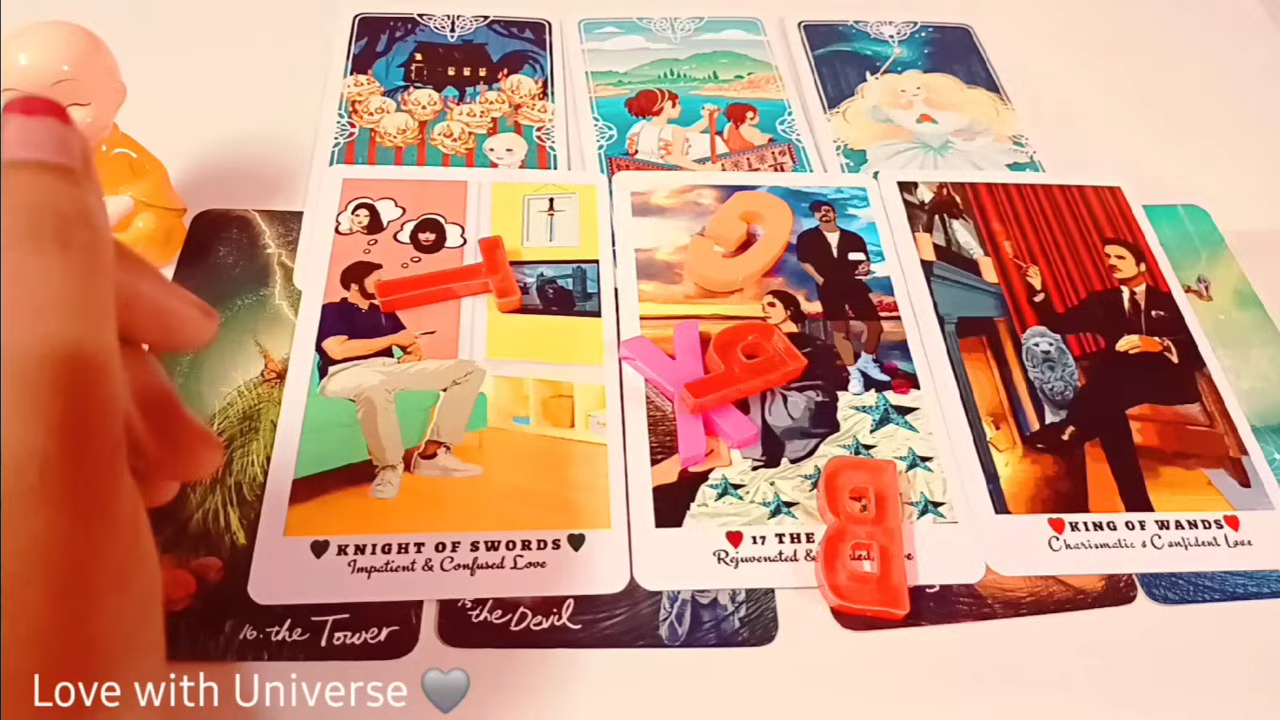 T
G
X
P
B
♥ KNIGHT OF SWORDS ♥
Impatient & Confused Love
♥ 17 THE
Rejuvenated &
♥ KING OF WANDS ♥
Charismatic & Confident Love
16. the Tower
15. the Devil
Love with Universe 🩶